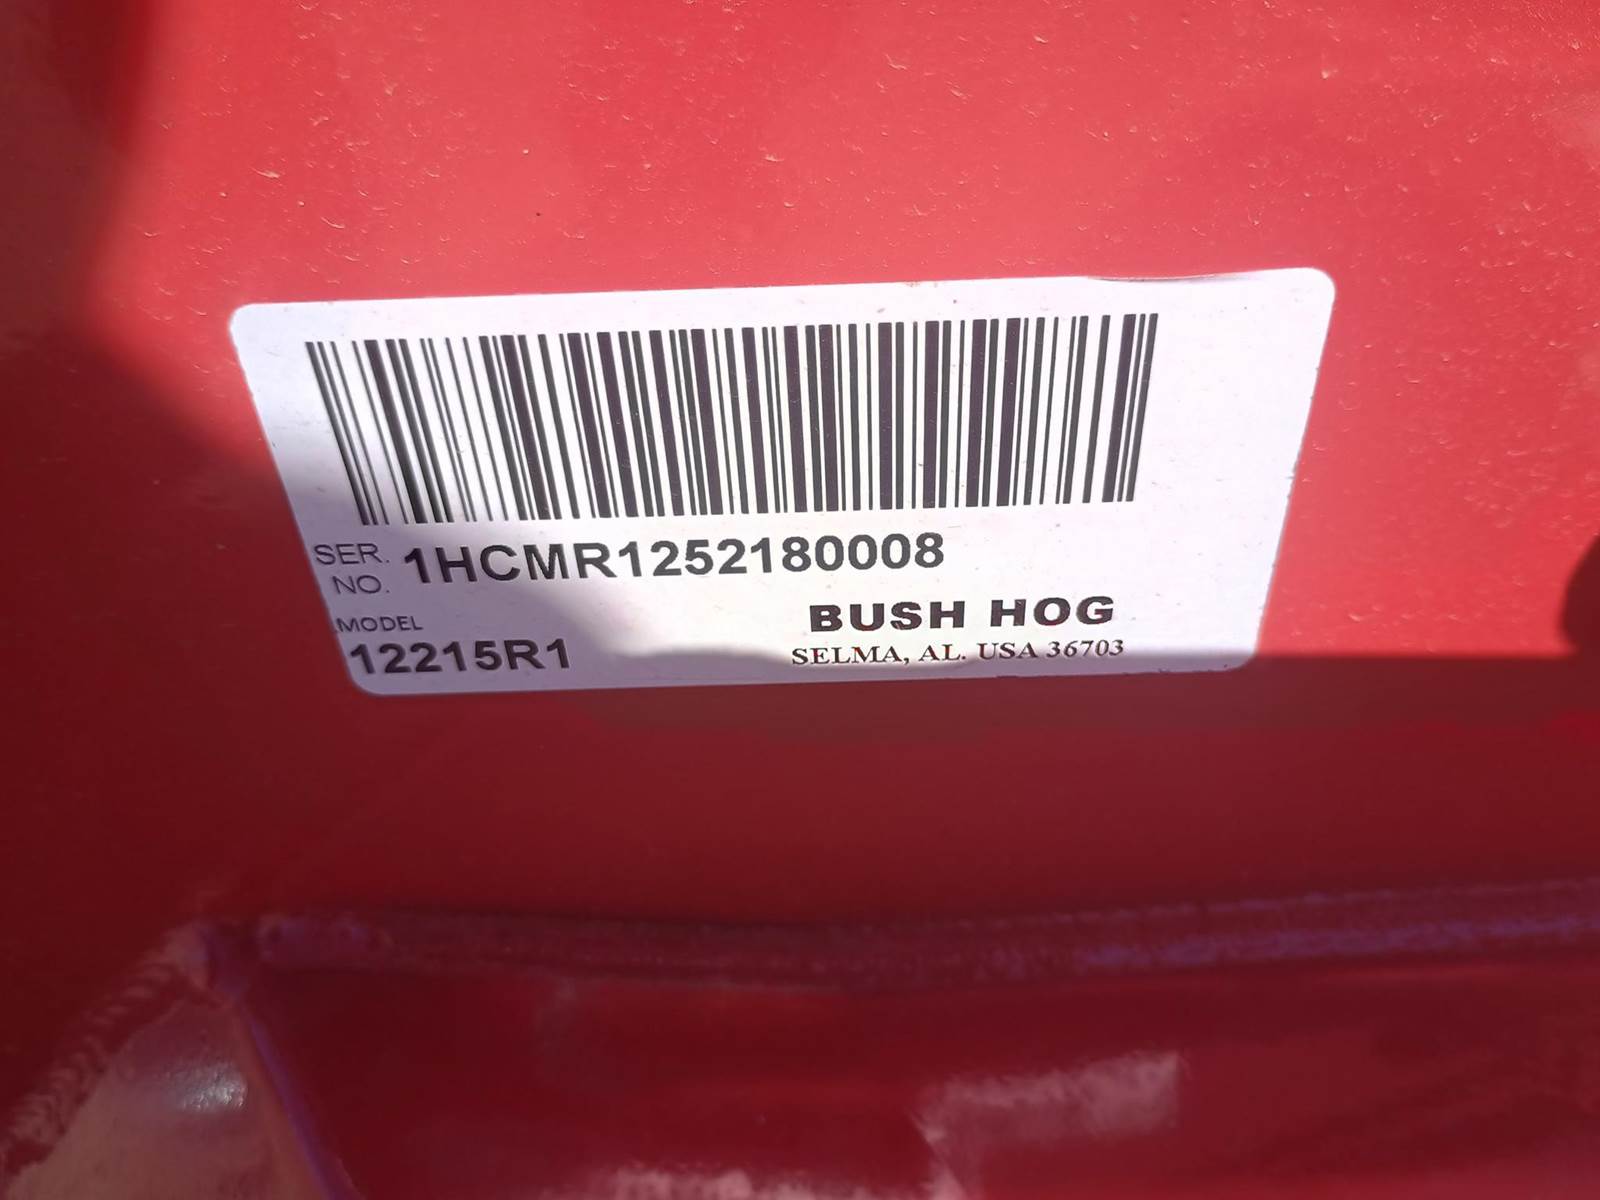 SER. NO. 1HCMR1252180008
MODEL
12215R1
BUSH HOG
SELMA, AL. USA 36703